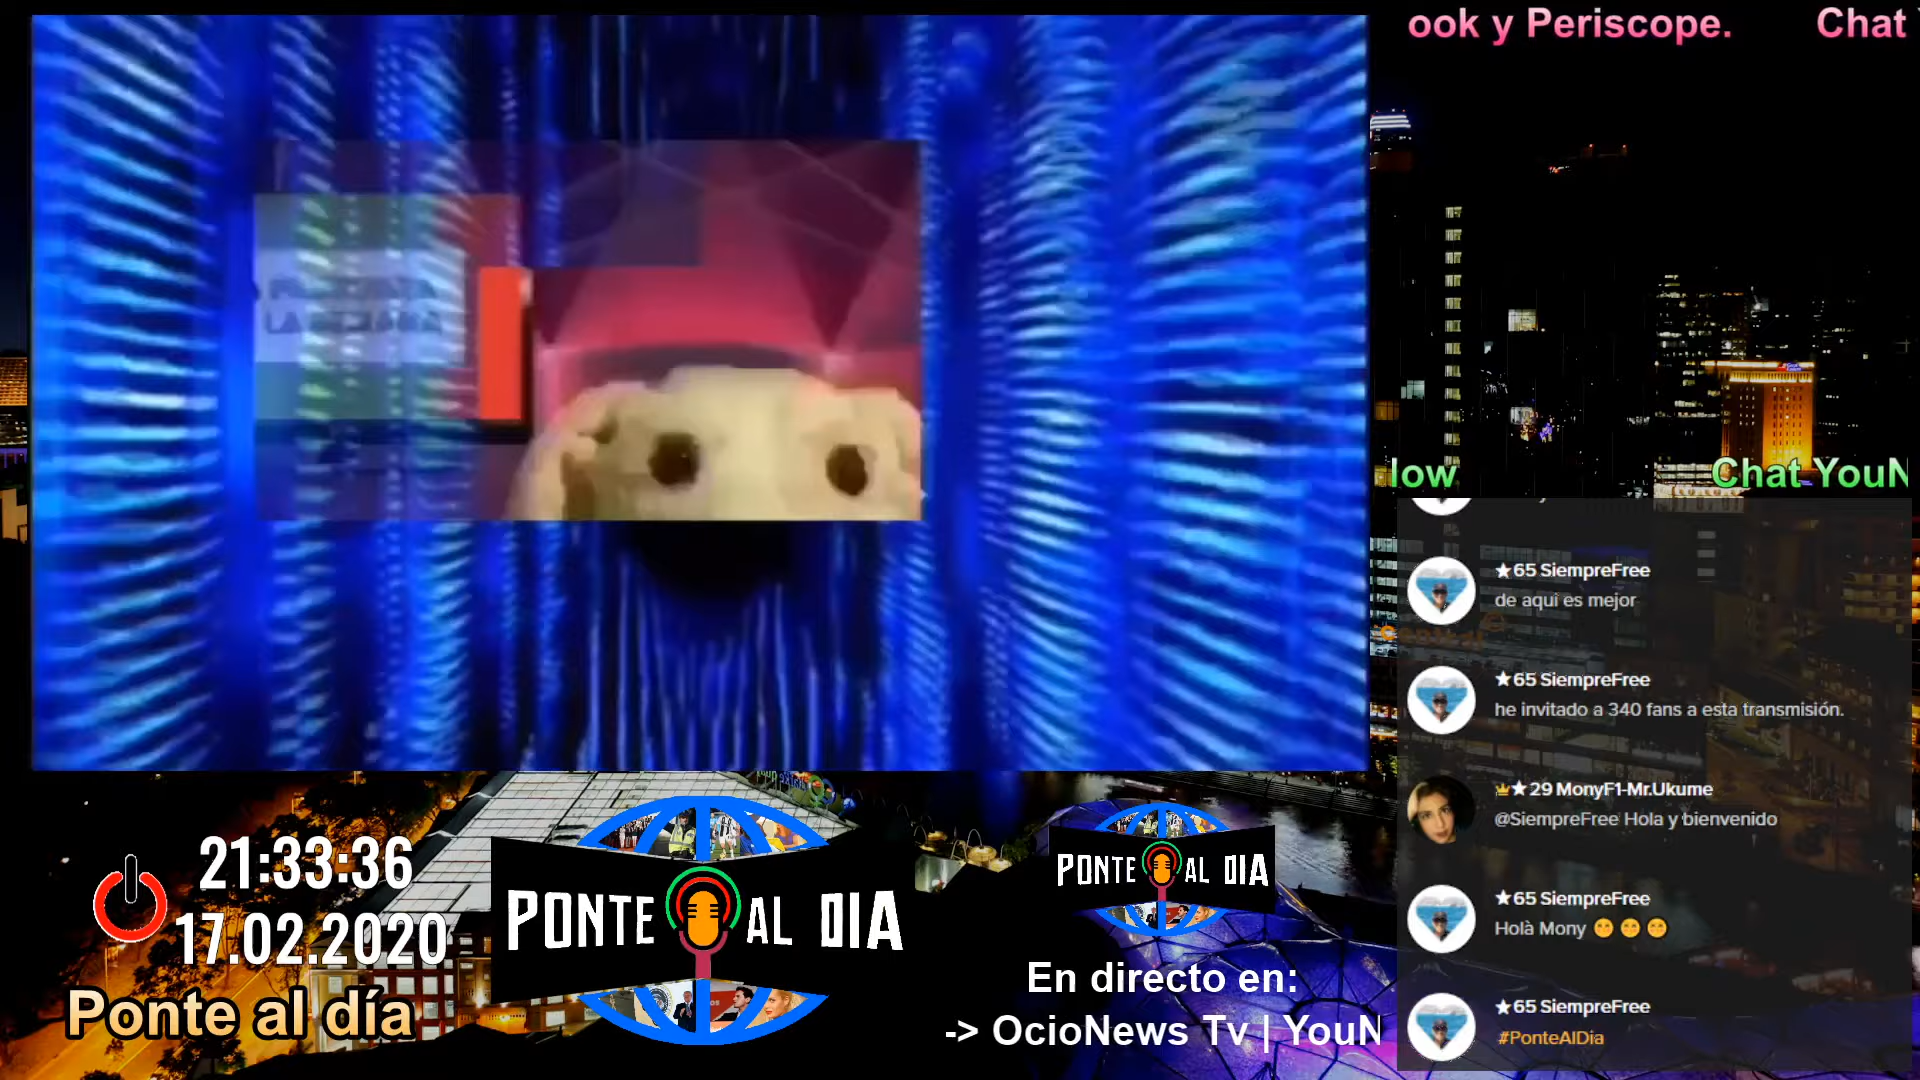 ook y Periscope.
Chat
low
Chat YouN
★65 SiempreFree
de aqui es mejor
★65 SiempreFree
he invitado a 340 fans a esta transmisión.
★29 MonyF1-Mr.Ukume
@SiempreFree Hola y bienvenido
★65 SiempreFree
Holà Mony
★65 SiempreFree
#PonteAlDia
21:33:36
17.02.2020
Ponte al día
PONTE AL DIA
PONTE AL DIA
En directo en:
-> OcioNews Tv | YouN